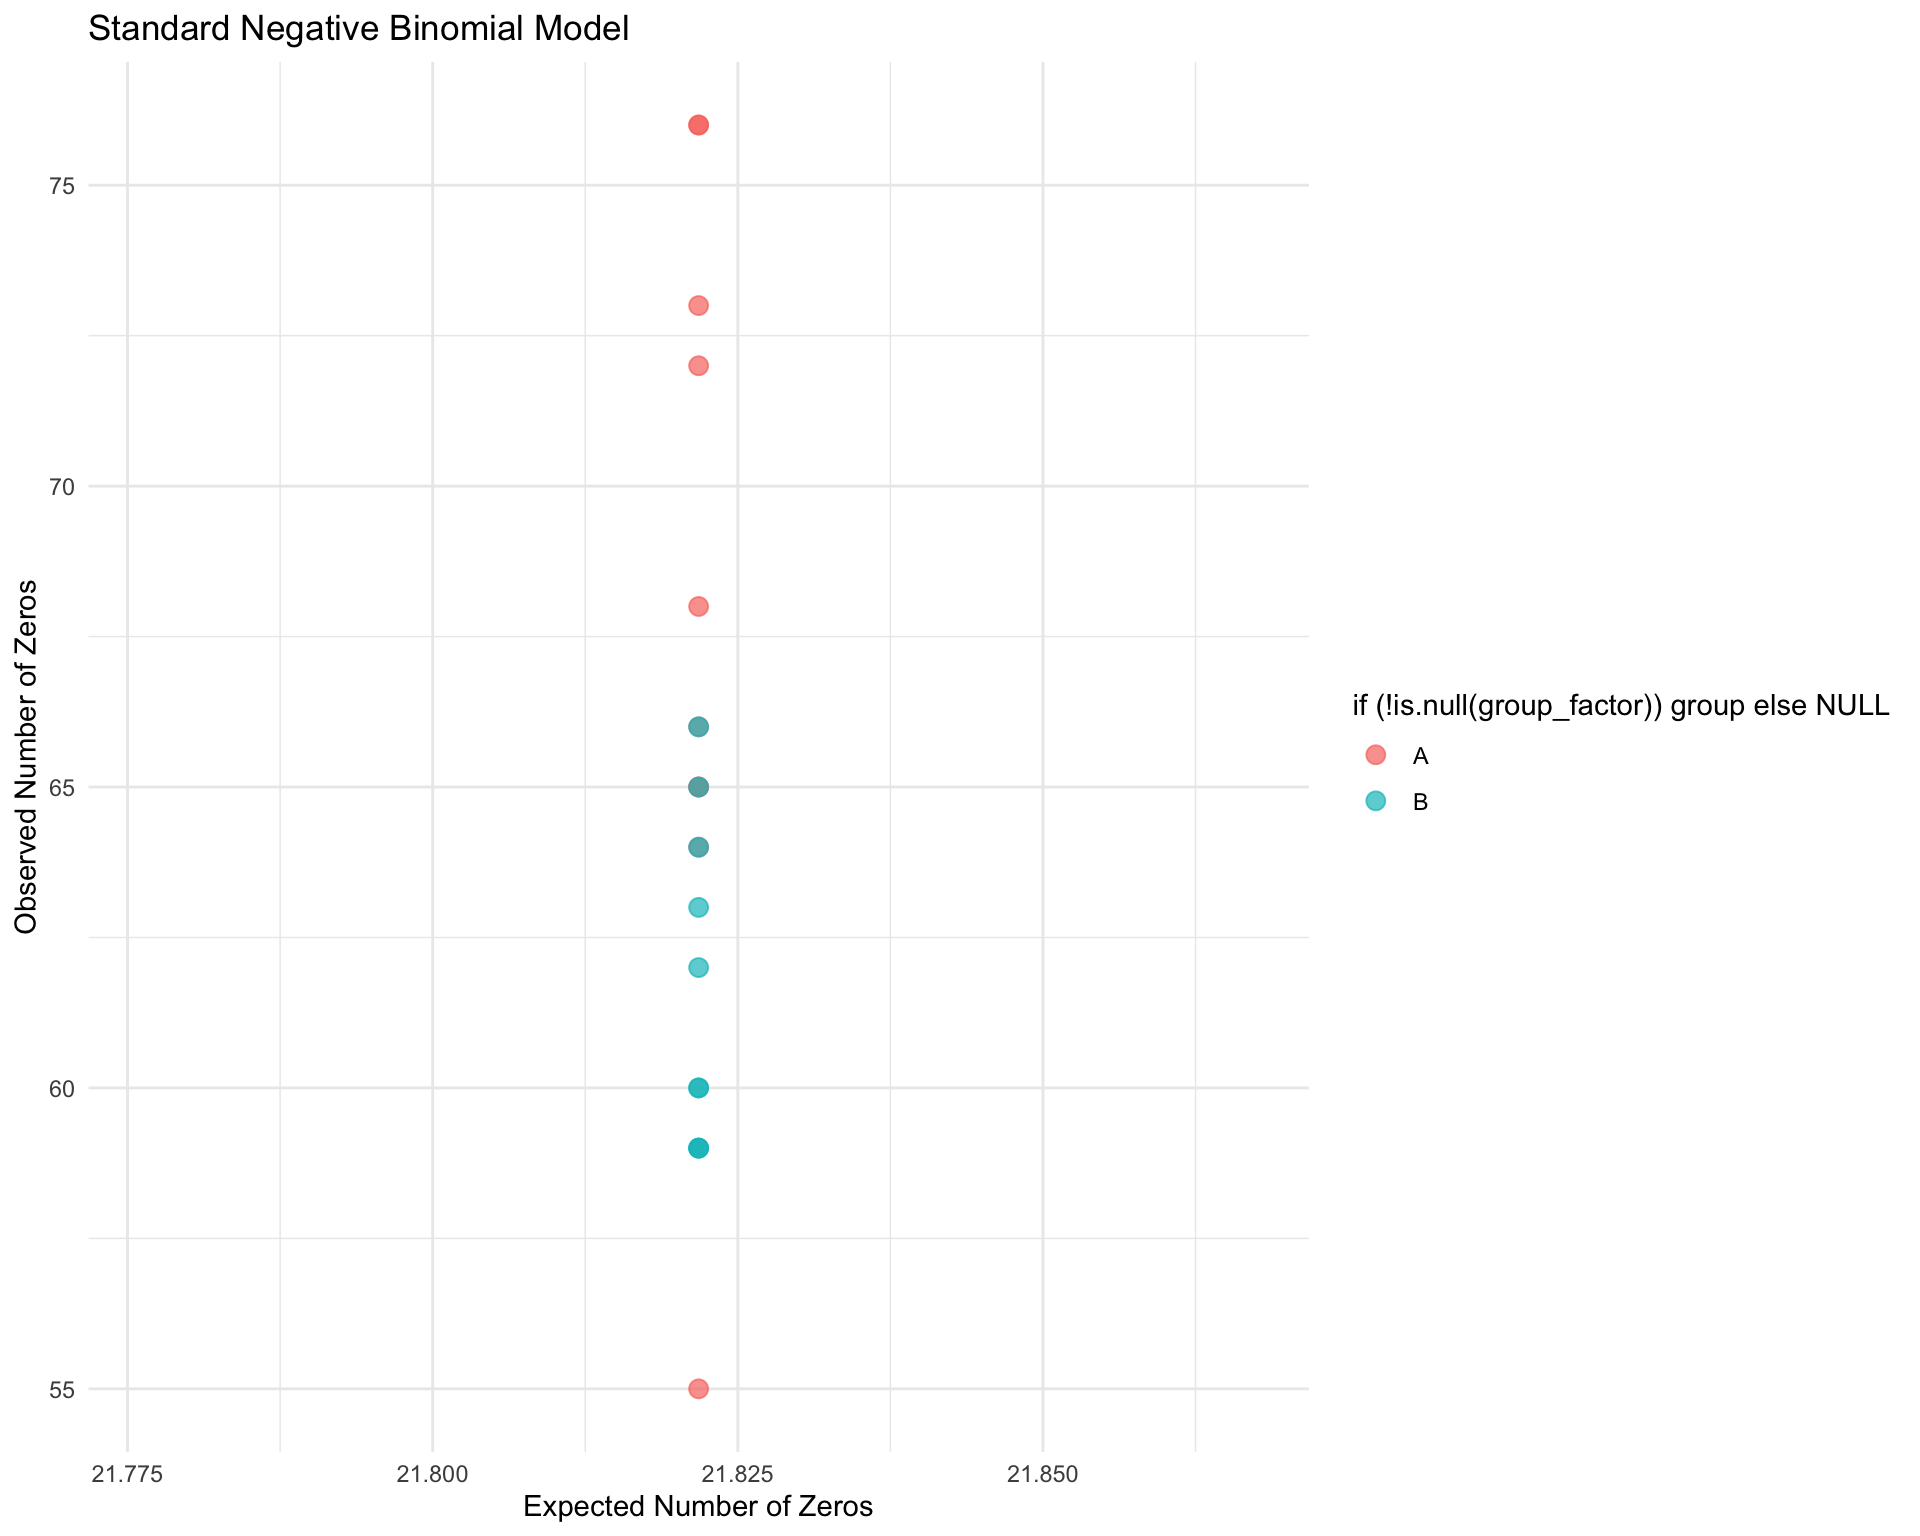 Standard Negative Binomial Model
Observed Number of Zeros
75
70
65
60
55
21.775
21.800
21.825
21.850
Expected Number of Zeros
if (!is.null(group_factor)) group else NULL
A
B